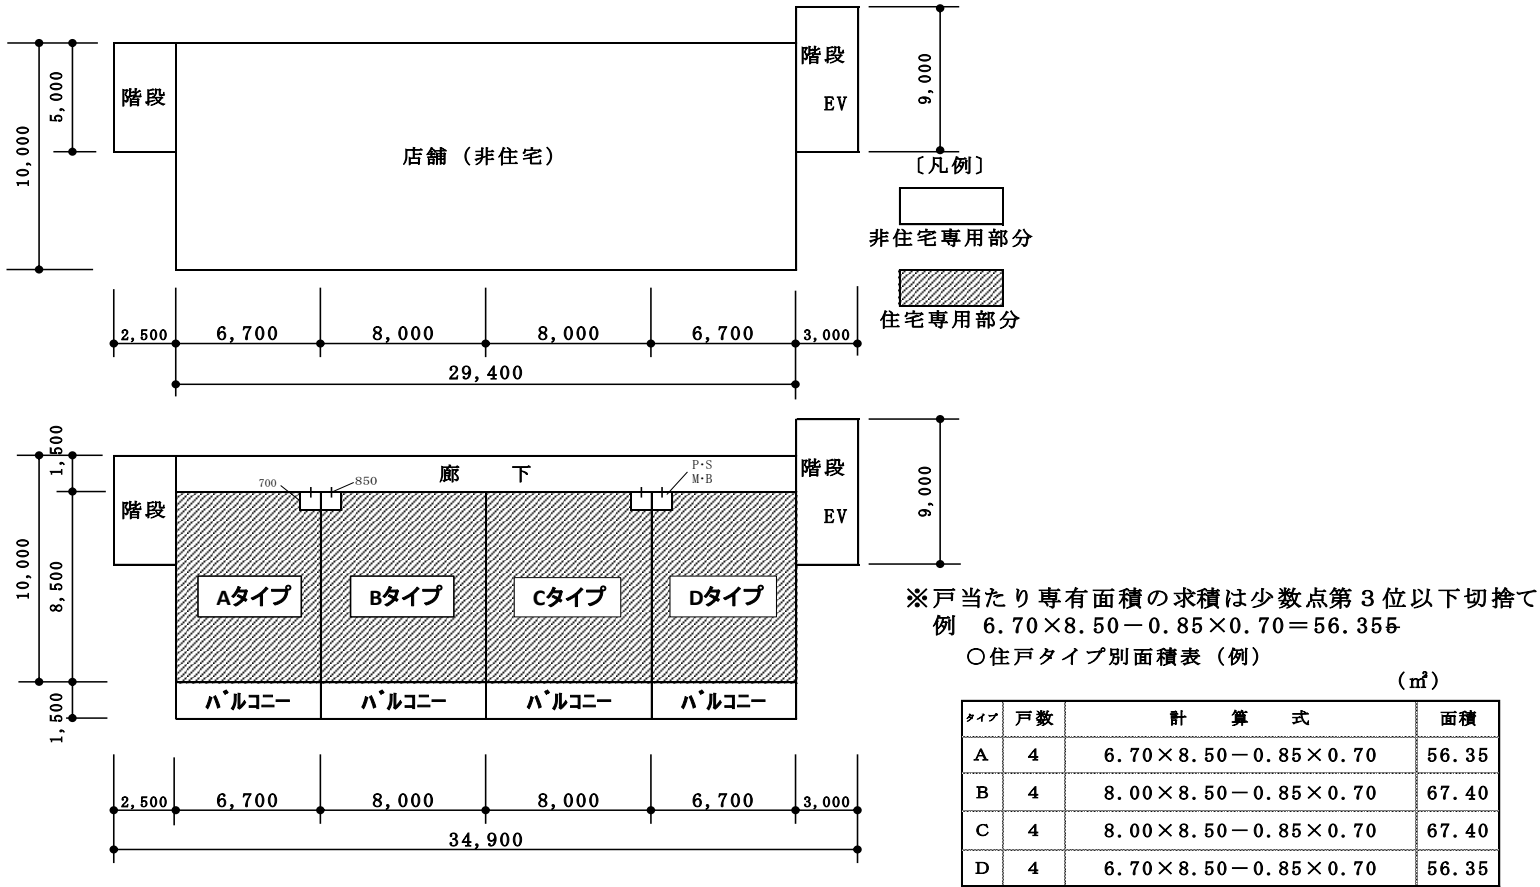 階段
店舗（非住宅）
階段
EV
10,000
5,000
9,000
〔凡例〕
非住宅専用部分
住宅専用部分
2,500 6,700 8,000 8,000 6,700 3,000
29,400
1,500
10,000
8,500
1,500
階段
廊 下
700
850
P･S
M･B
階段
EV
9,000
Aタイプ Bタイプ Cタイプ Dタイプ
バルコニー バルコニー バルコニー バルコニー
2,500 6,700 8,000 8,000 6,700 3,000
34,900
※戸当たり専有面積の求積は少数点第３位以下切捨て
例 6.70×8.50－0.85×0.70＝56.355
○住戸タイプ別面積表（例）
（㎡）
タイプ 戸数 計 算 式 面積
A 4 6.70×8.50－0.85×0.70 56.35
B 4 8.00×8.50－0.85×0.70 67.40
C 4 8.00×8.50－0.85×0.70 67.40
D 4 6.70×8.50－0.85×0.70 56.35